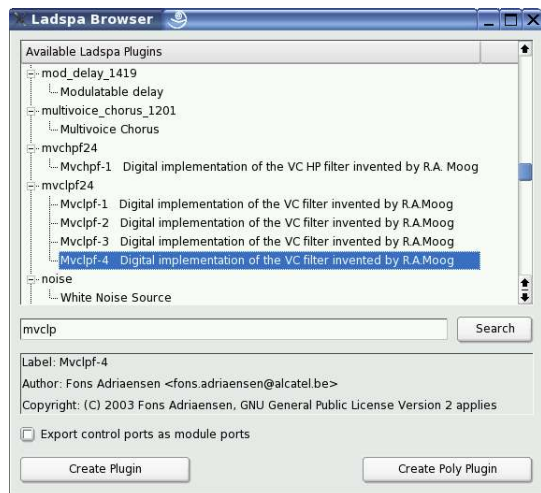 Ladspa Browser
Available Ladspa Plugins
mod_delay_1419
Modulatable delay
multivoice_chorus_1201
Multivoice Chorus
mvchpf24
Mvchpf-1 Digital implementation of the VC HP filter invented by R.A. Moog
mvclpf24
Mvclpf-1 Digital implementation of the VC filter invented by R.A.Moog
Mvclpf-2 Digital implementation of the VC filter invented by R.A.Moog
Mvclpf-3 Digital implementation of the VC filter invented by R.A.Moog
Mvclpf-4 Digital implementation of the VC filter invented by R.A.Moog
noise
White Noise Source
mvclp Search
Label: Mvclpf-4
Author: Fons Adriaensen <fons.adriaensen@alcatel.be>
Copyright: (C) 2003 Fons Adriaensen, GNU General Public License Version 2 applies
Export control ports as module ports
Create Plugin Create Poly Plugin